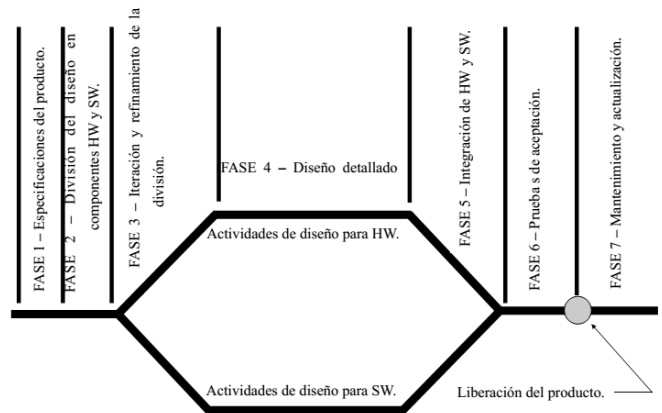 FASE 1 – Especificaciones del producto.
FASE 2 – División del diseño en
componentes HW y SW.
FASE 3 – Iteración y refinamiento de la
división.
FASE 4 – Diseño detallado
Actividades de diseño para HW.
Actividades de diseño para SW.
FASE 5 – Integración de HW y SW.
FASE 6 – Prueba s de aceptación.
FASE 7 – Mantenimiento y actualización.
Liberación del producto.